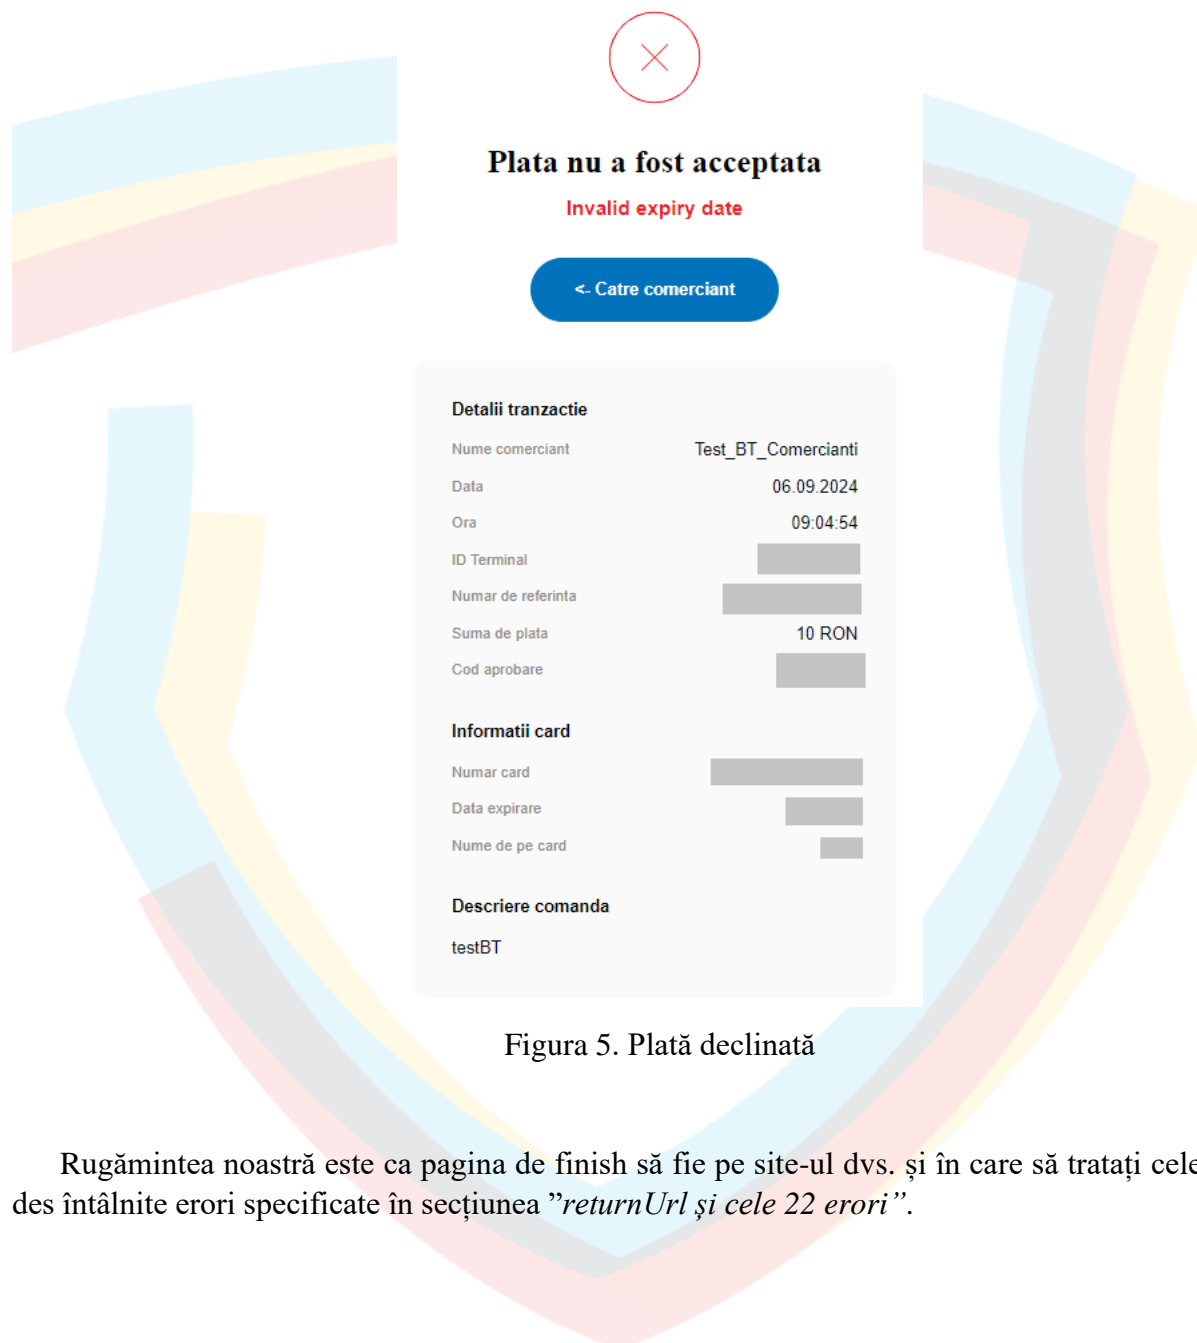 Plata nu a fost acceptata
Invalid expiry date
<- Catre comerciant
Detalii tranzactie
Nume comerciant Test_BT_Comercianti
Data 06.09.2024
Ora 09:04:54
ID Terminal
Numar de referinta
Suma de plata 10 RON
Cod aprobare
Informatii card
Numar card
Data expirare
Nume de pe card
Descriere comanda
testBT
Figura 5. Plată declinată
Rugămintea noastră este ca pagina de finish să fie pe site-ul dvs. și în care să tratați cele
des întâlnite erori specificate în secțiunea ”returnUrl și cele 22 erori”.